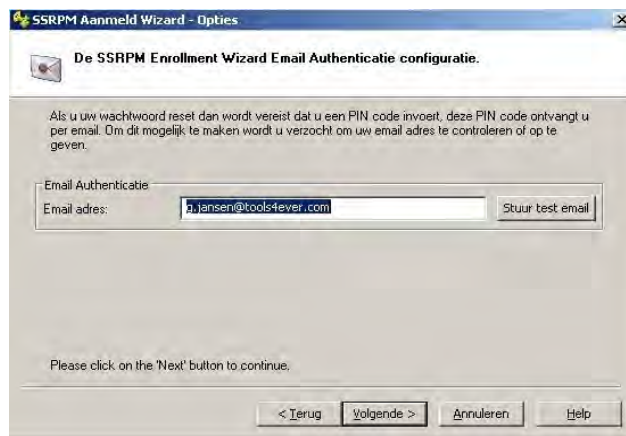 SSRPM Aanmeld Wizard - Opties
De SSRPM Enrollment Wizard Email Authenticatie configuratie.
Als u uw wachtwoord reset dan wordt vereist dat u een PIN code invoert, deze PIN code ontvangt u
per email. Om dit mogelijk te maken wordt u verzocht om uw email adres te controleren of op te
geven.
Email Authenticatie
Email adres:
g.jansen@tools4ever.com
Stuur test email
Please click on the 'Next' button to continue.
< Terug
Volgende >
Annuleren
Help